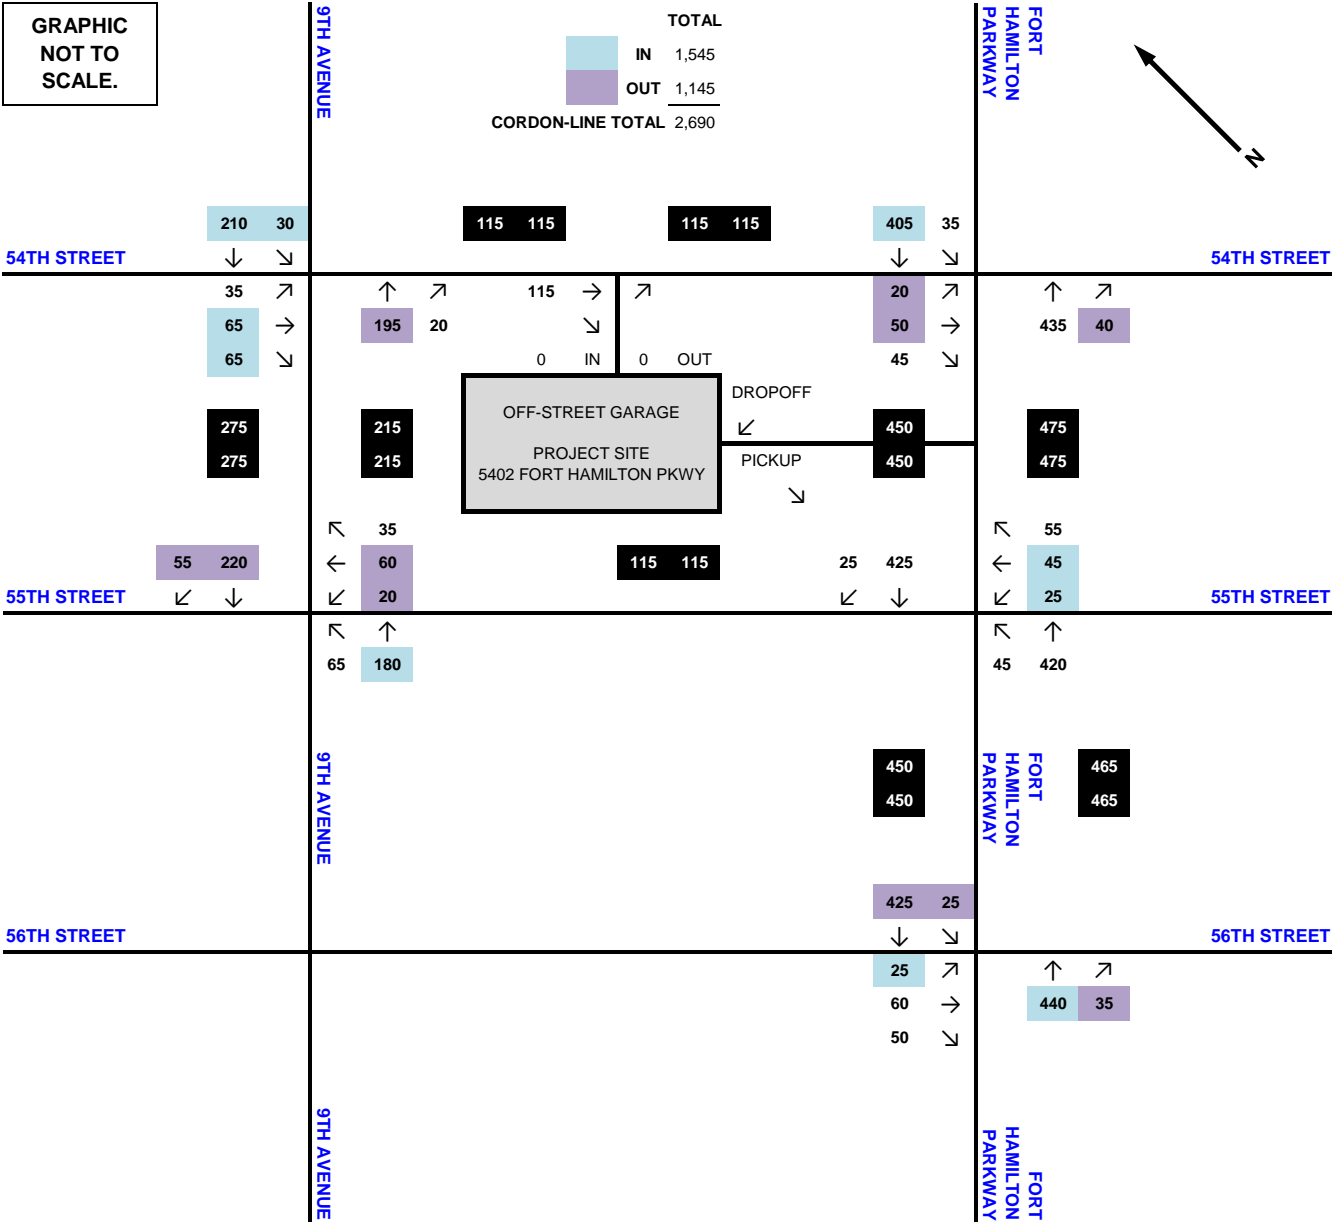 GRAPHIC
NOT TO
SCALE.
9TH AVENUE
TOTAL
IN 1,545
OUT 1,145
CORDON-LINE TOTAL 2,690
FORT
HAMILTON
PARKWAY
N
210 30
115 115
115 115
405 35
54TH STREET
↓ ↘
↓ ↘
54TH STREET
35 ↗
↑ ↗
115 → ↗
20 ↗
↑ ↗
65 →
195 20
↘
50 →
435 40
65 ↘
0 IN
0 OUT
45 ↘
OFF-STREET GARAGE
PROJECT SITE
5402 FORT HAMILTON PKWY
DROPOFF
↙
PICKUP
↘
275
275
215
215
450
450
475
475
↖ 35
↖ 55
55 220
← 60
115 115
25 425
← 45
55TH STREET
↙ ↓
↙ 20
↙ ↓
↙ 25
55TH STREET
↖ ↑
↖ ↑
65 180
45 420
9TH AVENUE
450
450
FORT
HAMILTON
PARKWAY
465
465
425 25
56TH STREET
↓ ↘
56TH STREET
25 ↗
↑ ↗
60 →
440 35
50 ↘
9TH AVENUE
FORT
HAMILTON
PARKWAY